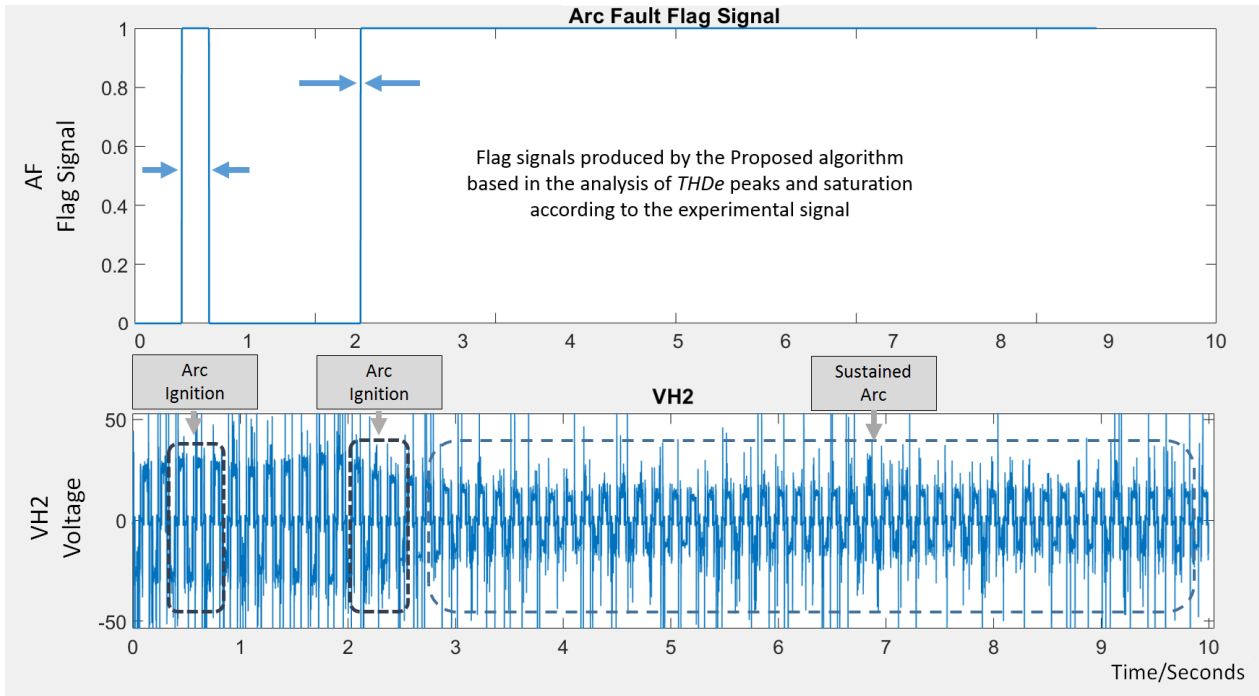 Arc Fault Flag Signal
1
0.8
0.6
0.4
0.2
0
AF
Flag Signal
Flag signals produced by the Proposed algorithm
based in the analysis of THDe peaks and saturation
according to the experimental signal
0 1 2 3 4 5 6 7 8 9 10
Arc
Ignition
Arc
Ignition
Sustained
Arc
VH2
50
0
-50
VH2
Voltage
0 1 2 3 4 5 6 7 8 9 10
Time/Seconds